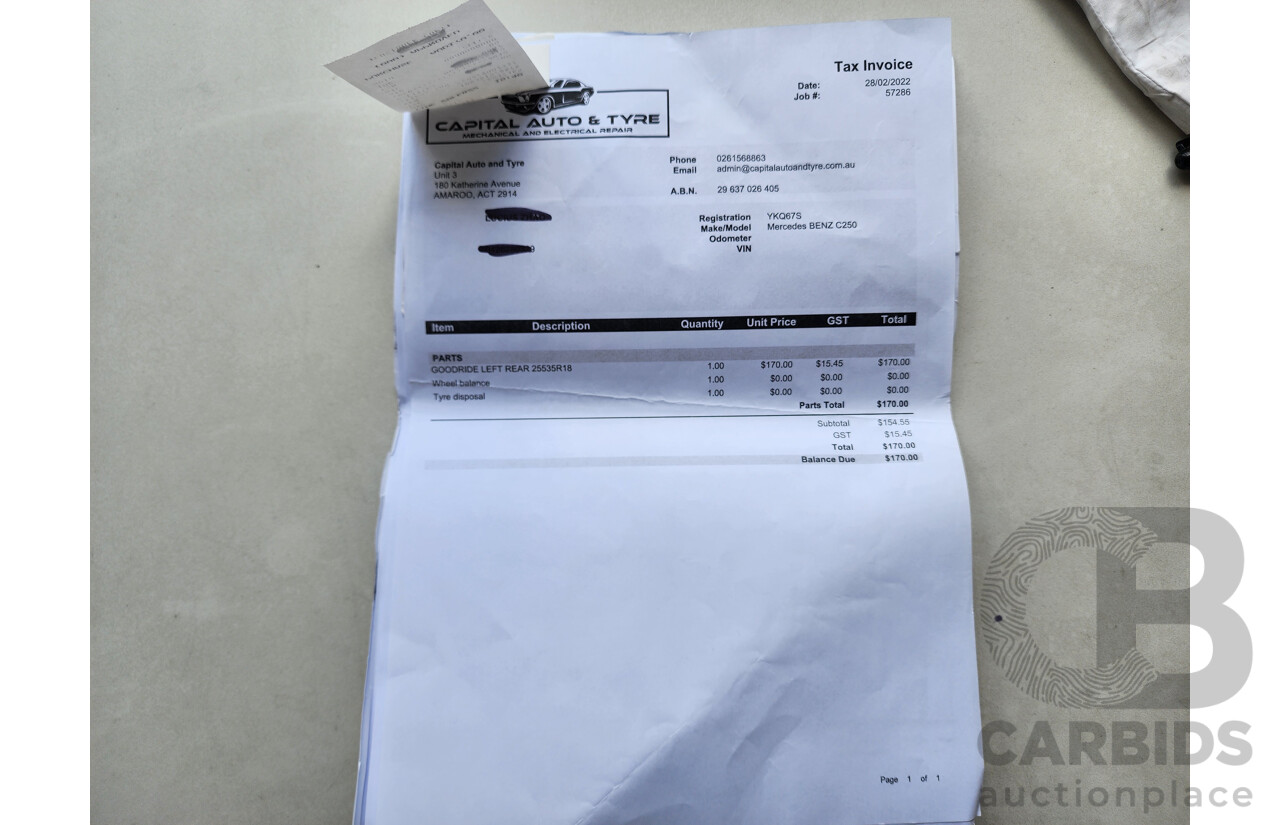 Tax Invoice
Date: 28/02/2022
Job #: 57286
CAPITAL AUTO & TYRE
MECHANICAL AND ELECTRICAL REPAIR
Capital Auto and Tyre
Unit 3
180 Katherine Avenue
AMAROO, ACT 2914
Phone 0261568863
Email admin@capitalautoandtyre.com.au
A.B.N. 29 637 026 405
Registration YKQ67S
Make/Model Mercedes BENZ C250
Odometer
VIN
Item Description Quantity Unit Price GST Total
PARTS
GOODRIDE LEFT REAR 25535R18 1.00 $170.00 $15.45 $170.00
Wheel balance 1.00 $0.00 $0.00 $0.00
Tyre disposal 1.00 $0.00 $0.00 $0.00
Parts Total $170.00
Subtotal $154.55
GST $15.45
Total $170.00
Balance Due $170.00
Page 1 of 1
CB
CARBIDS
auctionplace